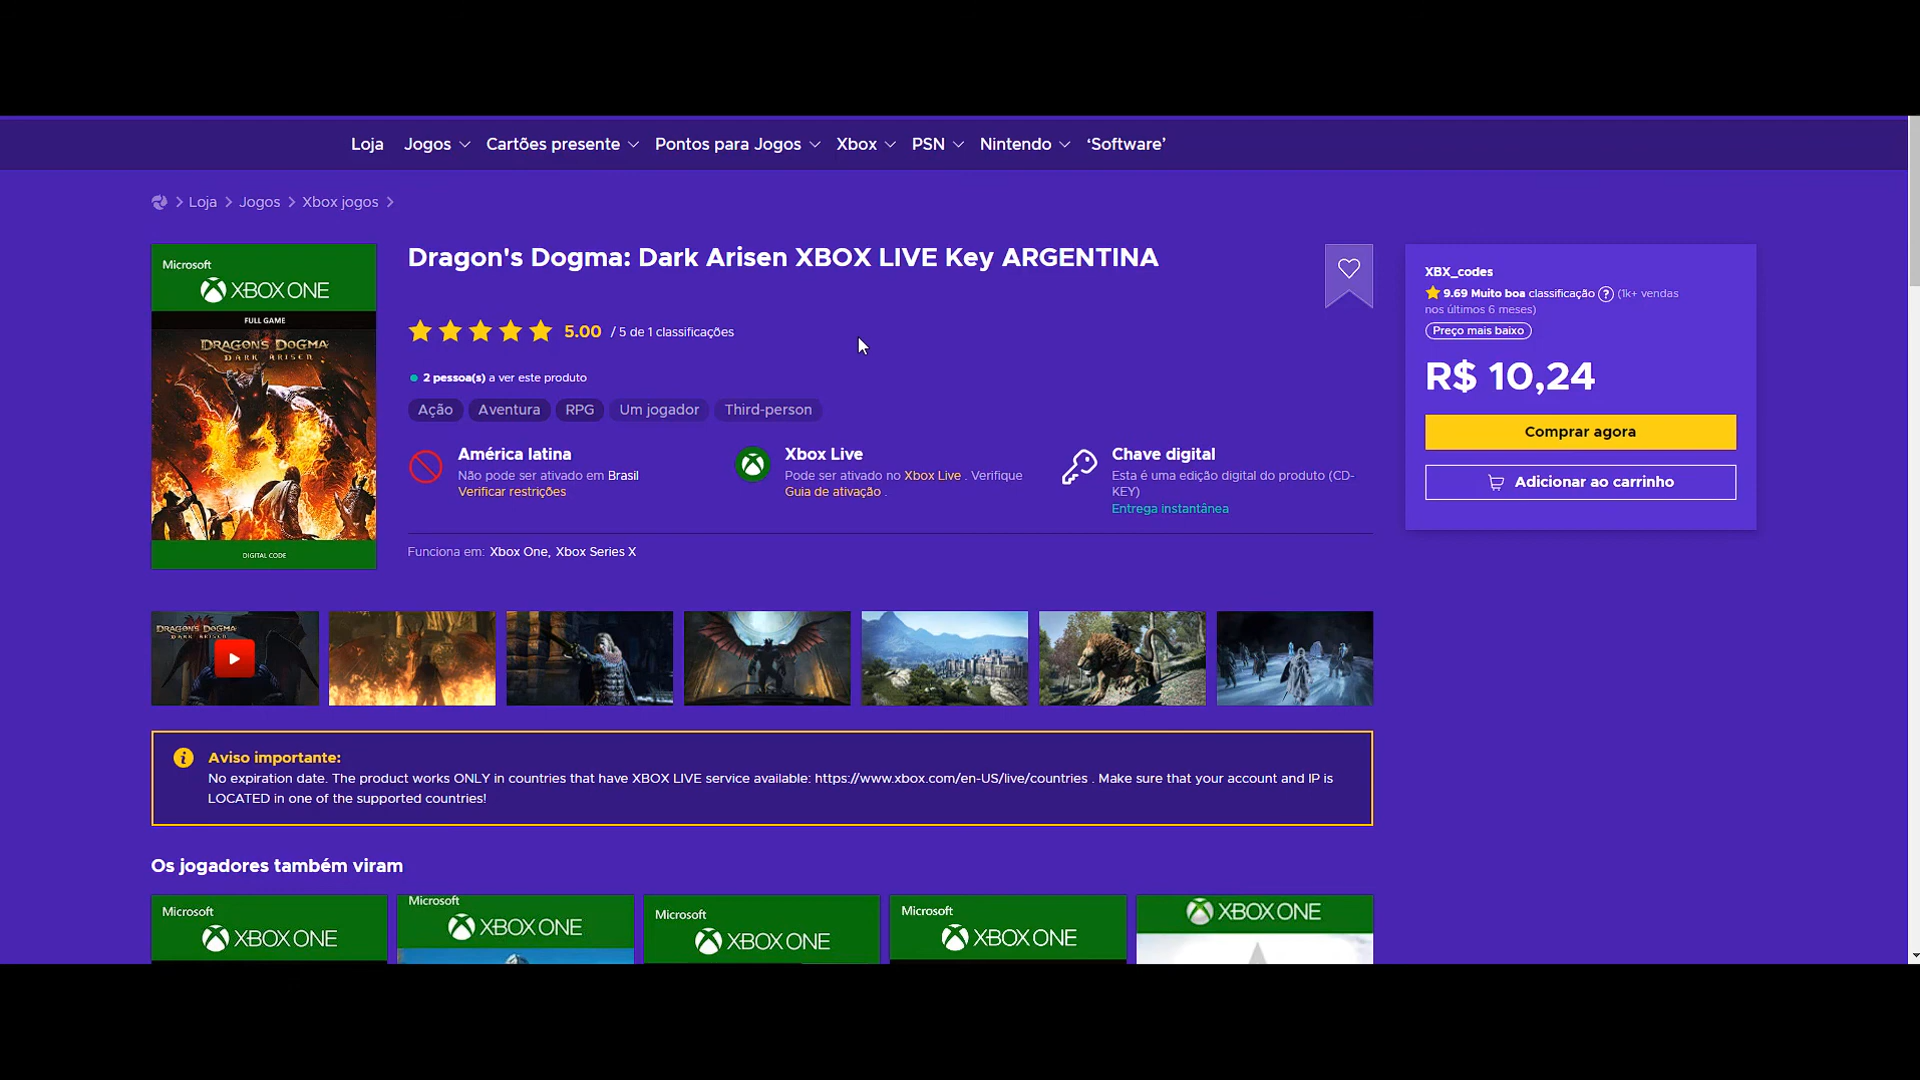 Loja Jogos Cartões presente Pontos para Jogos Xbox PSN Nintendo ‘Software’
Loja Jogos Xbox jogos
Microsoft
XBOX ONE
FULL GAME
DRAGON'S DOGMA
DARK ARISEN
DIGITAL CODE
Dragon's Dogma: Dark Arisen XBOX LIVE Key ARGENTINA
5.00 / 5 de 1 classificações
2 pessoa(s) a ver este produto
Ação Aventura RPG Um jogador Third-person
América latina
Não pode ser ativado em Brasil
Verificar restrições
Xbox Live
Pode ser ativado no Xbox Live . Verifique
Guia de ativação .
Chave digital
Esta é uma edição digital do produto (CD-
KEY)
Entrega instantânea
Funciona em: Xbox One, Xbox Series X
XBX_codes
9.69 Muito boa classificação ? (1k+ vendas
nos últimos 6 meses)
Preço mais baixo
R$ 10,24
Comprar agora
Adicionar ao carrinho
DRAGON'S DOGMA
DARK ARISEN
Aviso importante:
No expiration date. The product works ONLY in countries that have XBOX LIVE service available: https://www.xbox.com/en-US/live/countries . Make sure that your account and IP is
LOCATED in one of the supported countries!
Os jogadores também viram
Microsoft
XBOX ONE
Microsoft
XBOX ONE
Microsoft
XBOX ONE
Microsoft
XBOX ONE
XBOX ONE